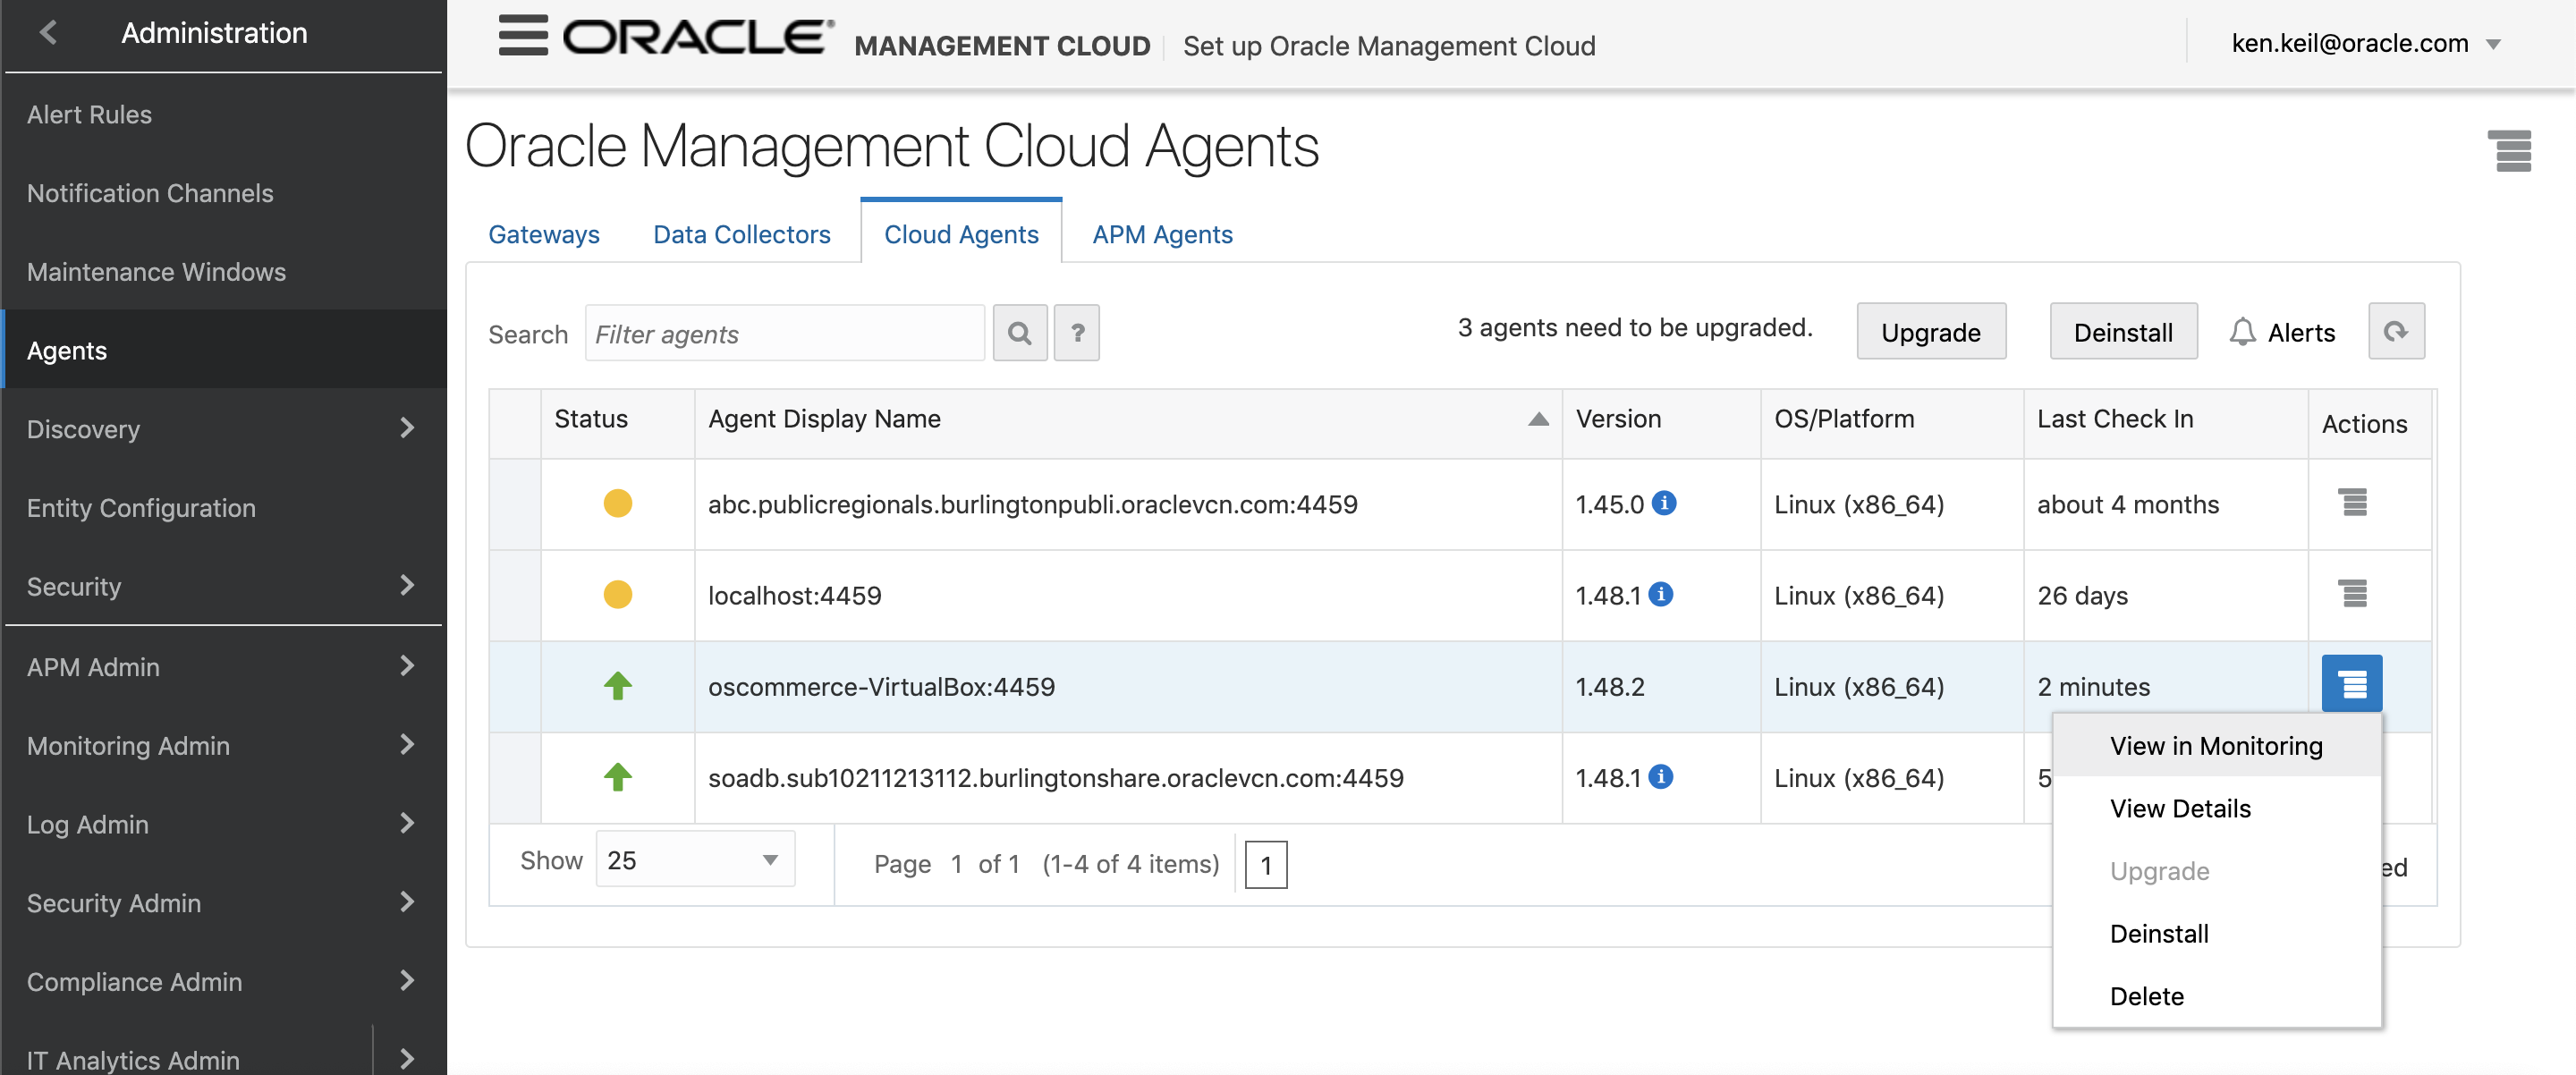 Administration
Alert Rules
Notification Channels
Maintenance Windows
Agents
Discovery
Entity Configuration
Security
APM Admin
Monitoring Admin
Log Admin
Security Admin
Compliance Admin
IT Analytics Admin
ORACLE® MANAGEMENT CLOUD Set up Oracle Management Cloud
ken.keil@oracle.com
Oracle Management Cloud Agents
Gateways Data Collectors Cloud Agents APM Agents
Search Filter agents ? 3 agents need to be upgraded. Upgrade Deinstall Alerts
Status Agent Display Name Version OS/Platform Last Check In Actions
abc.publicregionals.burlingtonpubli.oraclevcn.com:4459 1.45.0 i Linux (x86_64) about 4 months
localhost:4459 1.48.1 i Linux (x86_64) 26 days
oscommerce-VirtualBox:4459 1.48.2 Linux (x86_64) 2 minutes
soadb.sub10211213112.burlingtonshare.oraclevcn.com:4459 1.48.1 i Linux (x86_64) 5
Show 25 Page 1 of 1 (1-4 of 4 items) 1 ed
View in Monitoring
View Details
Upgrade
Deinstall
Delete